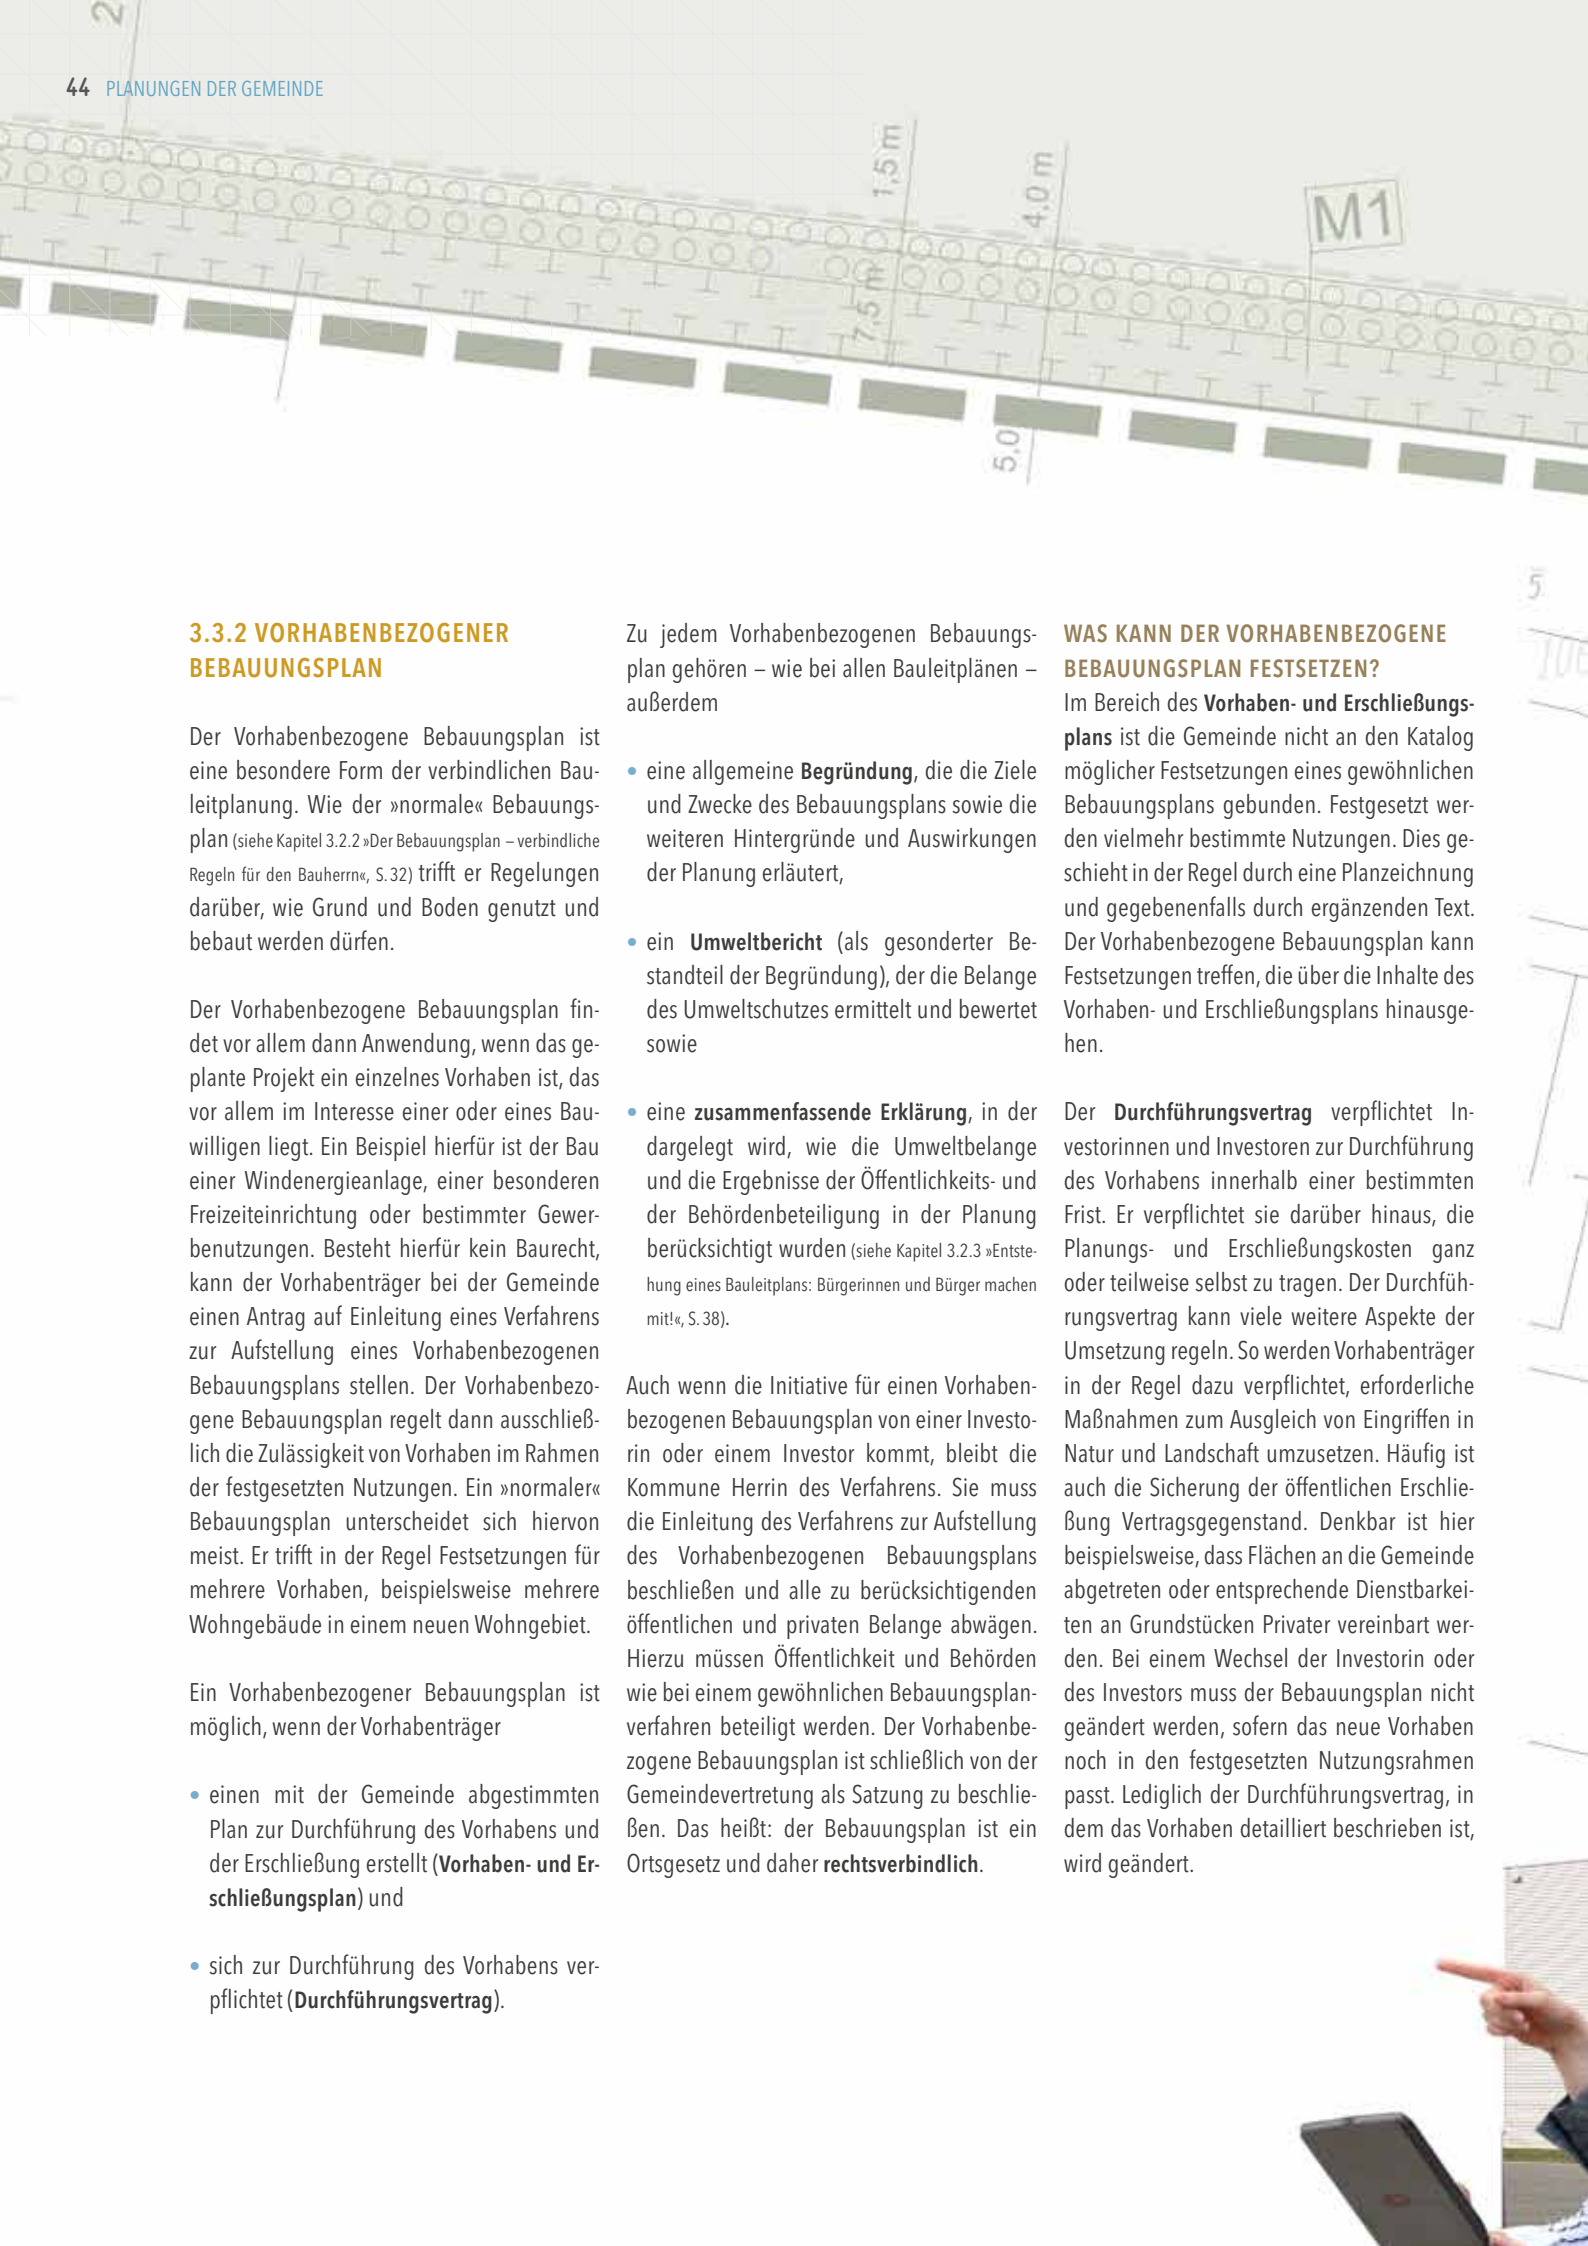 2
44 PLANUNGEN DER GEMEINDE
1,5 m
4,0 m
M1
7,5 m
5,0
5
3.3.2 VORHABENBEZOGENER
BEBAUUNGSPLAN
Der Vorhabenbezogene Bebauungsplan ist
eine besondere Form der verbindlichen Bau-
leitplanung. Wie der »normale« Bebauungs-
plan (siehe Kapitel 3.2.2 »Der Bebauungsplan – verbindliche
Regeln für den Bauherrn«, S. 32) trifft er Regelungen
darüber, wie Grund und Boden genutzt und
bebaut werden dürfen.
Der Vorhabenbezogene Bebauungsplan fin-
det vor allem dann Anwendung, wenn das ge-
plante Projekt ein einzelnes Vorhaben ist, das
vor allem im Interesse einer oder eines Bau-
willigen liegt. Ein Beispiel hierfür ist der Bau
einer Windenergieanlage, einer besonderen
Freizeiteinrichtung oder bestimmter Gewer-
benutzungen. Besteht hierfür kein Baurecht,
kann der Vorhabenträger bei der Gemeinde
einen Antrag auf Einleitung eines Verfahrens
zur Aufstellung eines Vorhabenbezogenen
Bebauungsplans stellen. Der Vorhabenbezo-
gene Bebauungsplan regelt dann ausschließ-
lich die Zulässigkeit von Vorhaben im Rahmen
der festgesetzten Nutzungen. Ein »normaler«
Bebauungsplan unterscheidet sich hiervon
meist. Er trifft in der Regel Festsetzungen für
mehrere Vorhaben, beispielsweise mehrere
Wohngebäude in einem neuen Wohngebiet.
Ein Vorhabenbezogener Bebauungsplan ist
möglich, wenn der Vorhabenträger
• einen mit der Gemeinde abgestimmten
Plan zur Durchführung des Vorhabens und
der Erschließung erstellt (Vorhaben- und Er-
schließungsplan) und
• sich zur Durchführung des Vorhabens ver-
pflichtet (Durchführungsvertrag).
Zu jedem Vorhabenbezogenen Bebauungs-
plan gehören – wie bei allen Bauleitplänen –
außerdem
• eine allgemeine Begründung, die die Ziele
und Zwecke des Bebauungsplans sowie die
weiteren Hintergründe und Auswirkungen
der Planung erläutert,
• ein Umweltbericht (als gesonderter Be-
standteil der Begründung), der die Belange
des Umweltschutzes ermittelt und bewertet
sowie
• eine zusammenfassende Erklärung, in der
dargelegt wird, wie die Umweltbelange
und die Ergebnisse der Öffentlichkeits- und
der Behördenbeteiligung in der Planung
berücksichtigt wurden (siehe Kapitel 3.2.3 »Entste-
hung eines Bauleitplans: Bürgerinnen und Bürger machen
mit!«, S. 38).
Auch wenn die Initiative für einen Vorhaben-
bezogenen Bebauungsplan von einer Investo-
rin oder einem Investor kommt, bleibt die
Kommune Herrin des Verfahrens. Sie muss
die Einleitung des Verfahrens zur Aufstellung
des Vorhabenbezogenen Bebauungsplans
beschließen und alle zu berücksichtigenden
öffentlichen und privaten Belange abwägen.
Hierzu müssen Öffentlichkeit und Behörden
wie bei einem gewöhnlichen Bebauungsplan-
verfahren beteiligt werden. Der Vorhabenbe-
zogene Bebauungsplan ist schließlich von der
Gemeindevertretung als Satzung zu beschlie-
ßen. Das heißt: der Bebauungsplan ist ein
Ortsgesetz und daher rechtsverbindlich.
WAS KANN DER VORHABENBEZOGENE
BEBAUUNGSPLAN FESTSETZEN?
Im Bereich des Vorhaben- und Erschließungs-
plans ist die Gemeinde nicht an den Katalog
möglicher Festsetzungen eines gewöhnlichen
Bebauungsplans gebunden. Festgesetzt wer-
den vielmehr bestimmte Nutzungen. Dies ge-
schieht in der Regel durch eine Planzeichnung
und gegebenenfalls durch ergänzenden Text.
Der Vorhabenbezogene Bebauungsplan kann
Festsetzungen treffen, die über die Inhalte des
Vorhaben- und Erschließungsplans hinausge-
hen.
Der Durchführungsvertrag verpflichtet In-
vestorinnen und Investoren zur Durchführung
des Vorhabens innerhalb einer bestimmten
Frist. Er verpflichtet sie darüber hinaus, die
Planungs- und Erschließungskosten ganz
oder teilweise selbst zu tragen. Der Durchfüh-
rungsvertrag kann viele weitere Aspekte der
Umsetzung regeln. So werden Vorhabenträger
in der Regel dazu verpflichtet, erforderliche
Maßnahmen zum Ausgleich von Eingriffen in
Natur und Landschaft umzusetzen. Häufig ist
auch die Sicherung der öffentlichen Erschlie-
ßung Vertragsgegenstand. Denkbar ist hier
beispielsweise, dass Flächen an die Gemeinde
abgetreten oder entsprechende Dienstbarkei-
ten an Grundstücken Privater vereinbart wer-
den. Bei einem Wechsel der Investorin oder
des Investors muss der Bebauungsplan nicht
geändert werden, sofern das neue Vorhaben
noch in den festgesetzten Nutzungsrahmen
passt. Lediglich der Durchführungsvertrag, in
dem das Vorhaben detailliert beschrieben ist,
wird geändert.